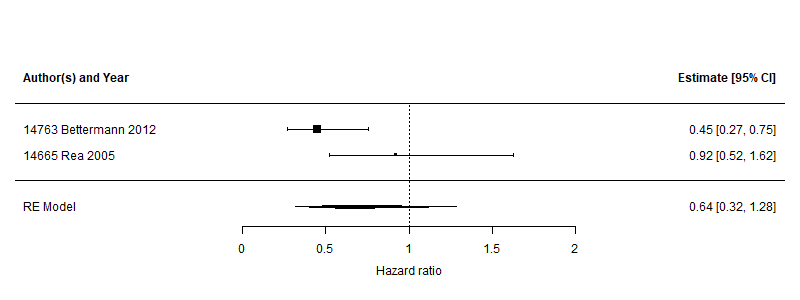 Author(s) and Year Estimate [95% CI]
14763 Bettermann 2012 0.45 [0.27, 0.75]
14665 Rea 2005 0.92 [0.52, 1.62]
RE Model 0.64 [0.32, 1.28]
0 0.5 1 1.5 2
Hazard ratio